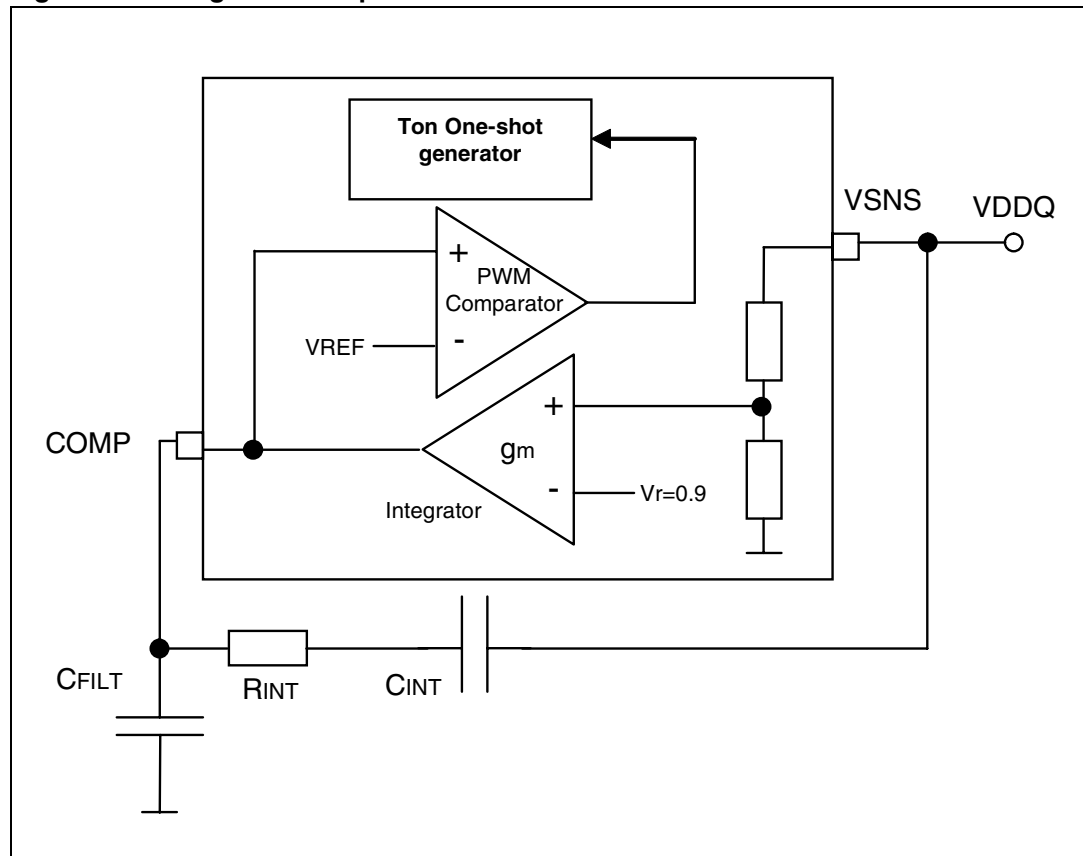 Ton One-shot
generator
VSNS
VDDQ
+
PWM
Comparator
VREF
-
+
COMP
gm
-
Vr=0.9
Integrator
CFILT
RINT
CINT